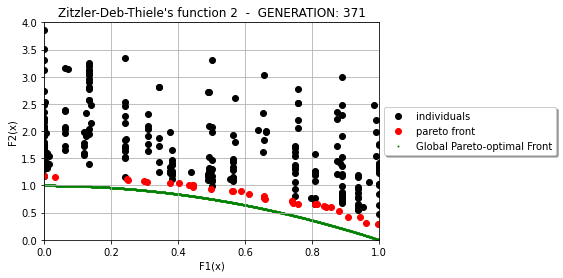 Zitzler-Deb-Thiele's function 2 - GENERATION: 371
4.0
3.5
3.0
2.5
2.0
1.5
1.0
0.5
0.0
F2(x)
0.0 0.2 0.4 0.6 0.8 1.0
F1(x)
individuals
pareto front
Global Pareto-optimal Front